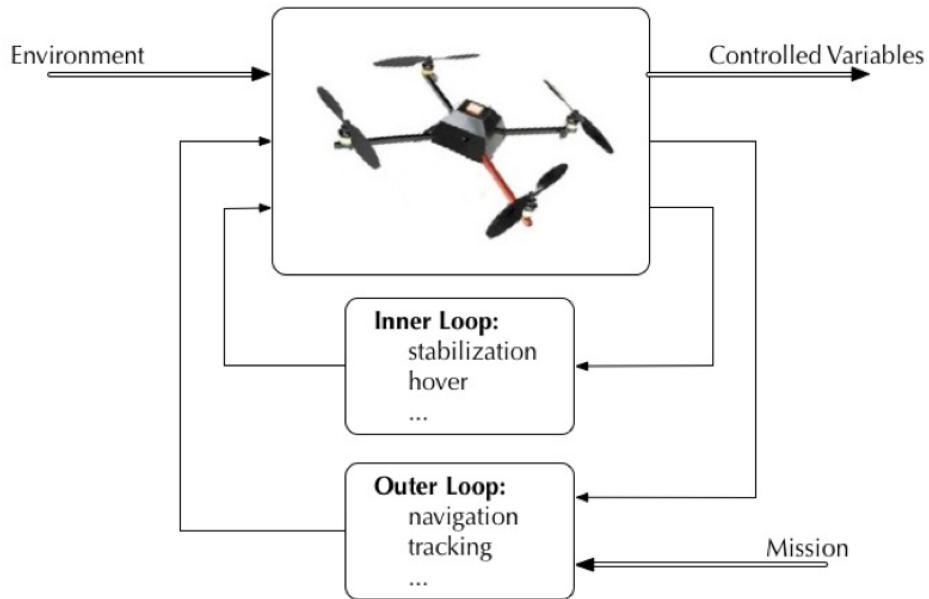 Environment
Controlled Variables
Inner Loop:
stabilization
hover
...
Outer Loop:
navigation
tracking
...
Mission